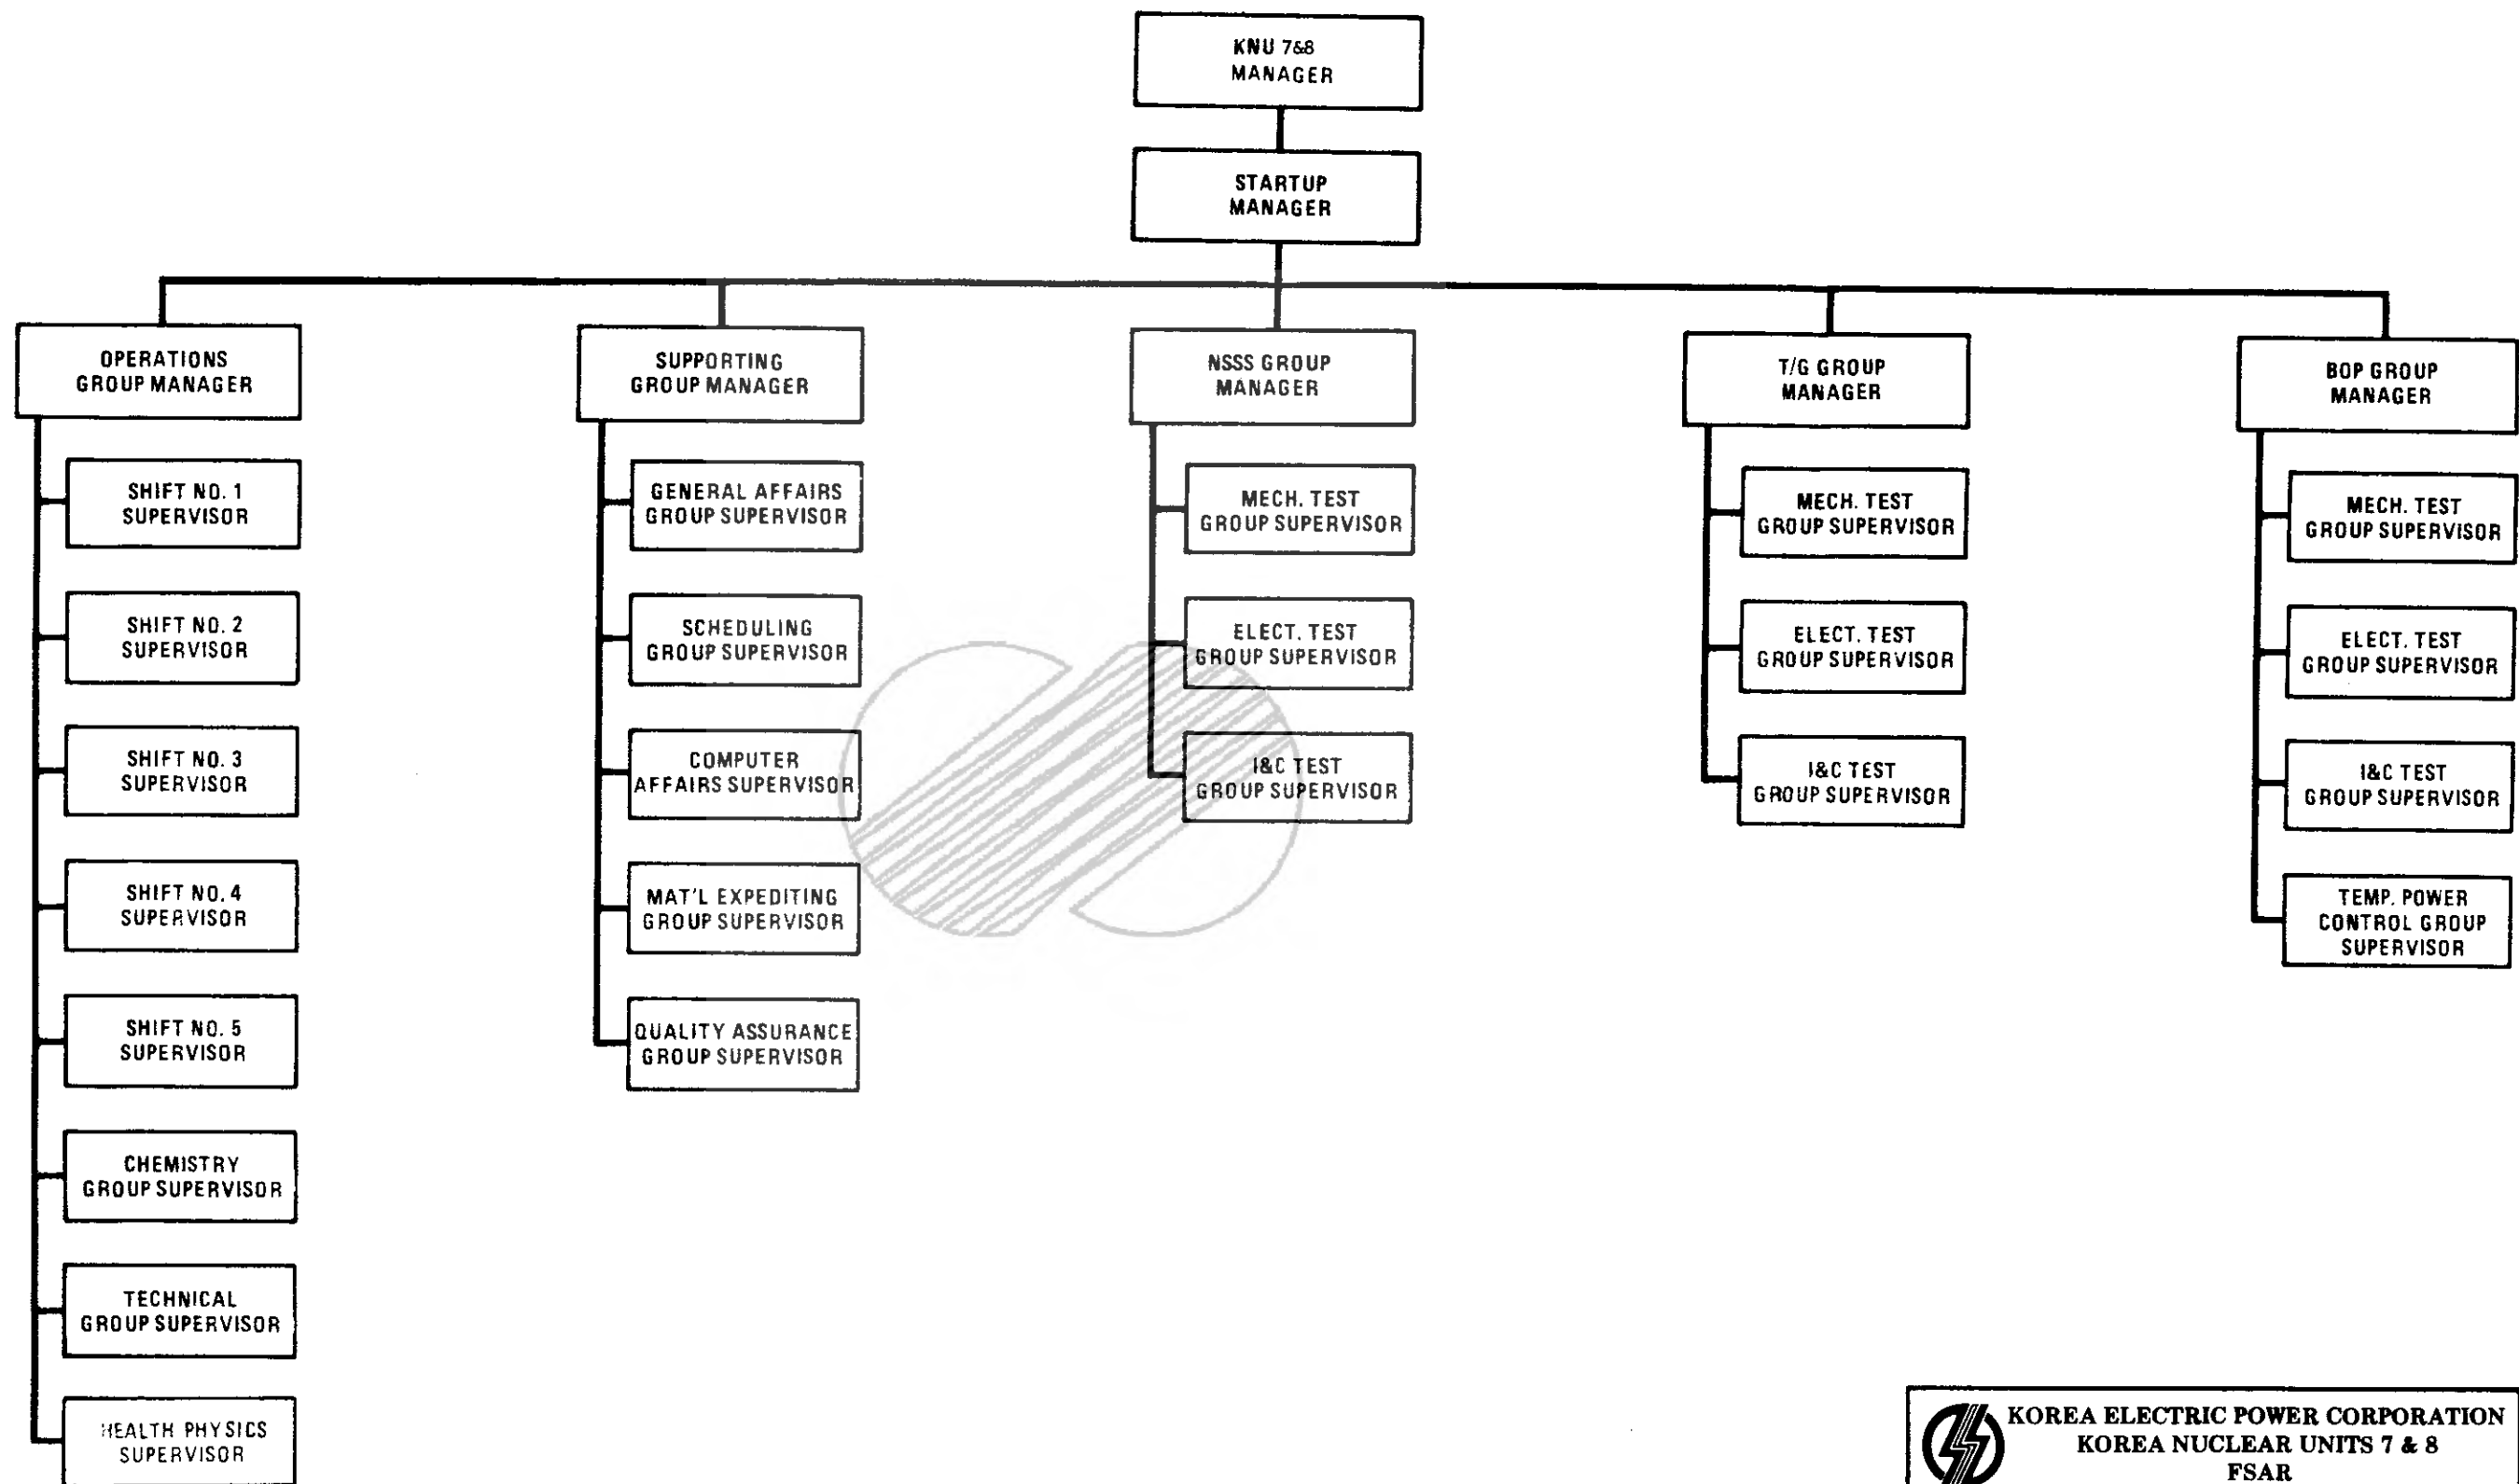 KNU 7&8
MANAGER
STARTUP
MANAGER
OPERATIONS
GROUP MANAGER
SHIFT NO. 1
SUPERVISOR
SHIFT NO. 2
SUPERVISOR
SHIFT NO. 3
SUPERVISOR
SHIFT NO. 4
SUPERVISOR
SHIFT NO. 5
SUPERVISOR
CHEMISTRY
GROUP SUPERVISOR
TECHNICAL
GROUP SUPERVISOR
HEALTH PHYSICS
SUPERVISOR
SUPPORTING
GROUP MANAGER
GENERAL AFFAIRS
GROUP SUPERVISOR
SCHEDULING
GROUP SUPERVISOR
COMPUTER
AFFAIRS SUPERVISOR
MAT'L EXPEDITING
GROUP SUPERVISOR
QUALITY ASSURANCE
GROUP SUPERVISOR
NSSS GROUP
MANAGER
MECH. TEST
GROUP SUPERVISOR
ELECT. TEST
GROUP SUPERVISOR
I&C TEST
GROUP SUPERVISOR
T/G GROUP
MANAGER
MECH. TEST
GROUP SUPERVISOR
ELECT. TEST
GROUP SUPERVISOR
I&C TEST
GROUP SUPERVISOR
BOP GROUP
MANAGER
MECH. TEST
GROUP SUPERVISOR
ELECT. TEST
GROUP SUPERVISOR
I&C TEST
GROUP SUPERVISOR
TEMP. POWER
CONTROL GROUP
SUPERVISOR
KOREA ELECTRIC POWER CORPORATION
KOREA NUCLEAR UNITS 7 & 8
FSAR